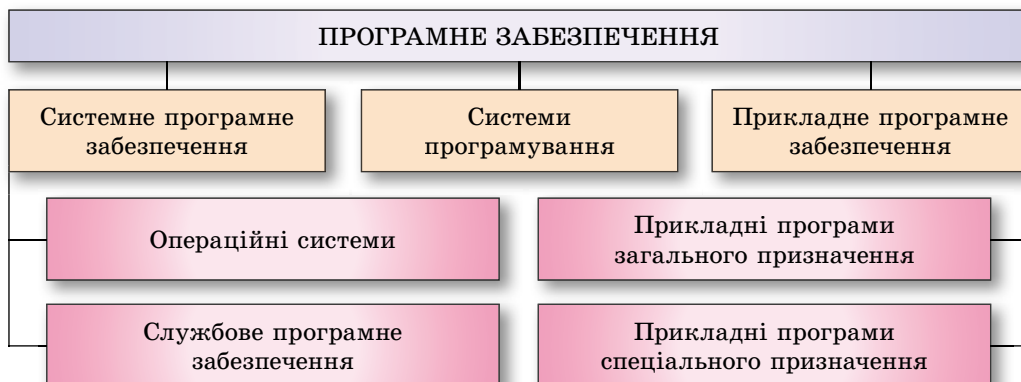 ПРОГРАМНЕ ЗАБЕЗПЕЧЕННЯ
Системне програмне
забезпечення
Системи
програмування
Прикладне програмне
забезпечення
Операційні системи
Прикладні програми
загального призначення
Службове програмне
забезпечення
Прикладні програми
спеціального призначення